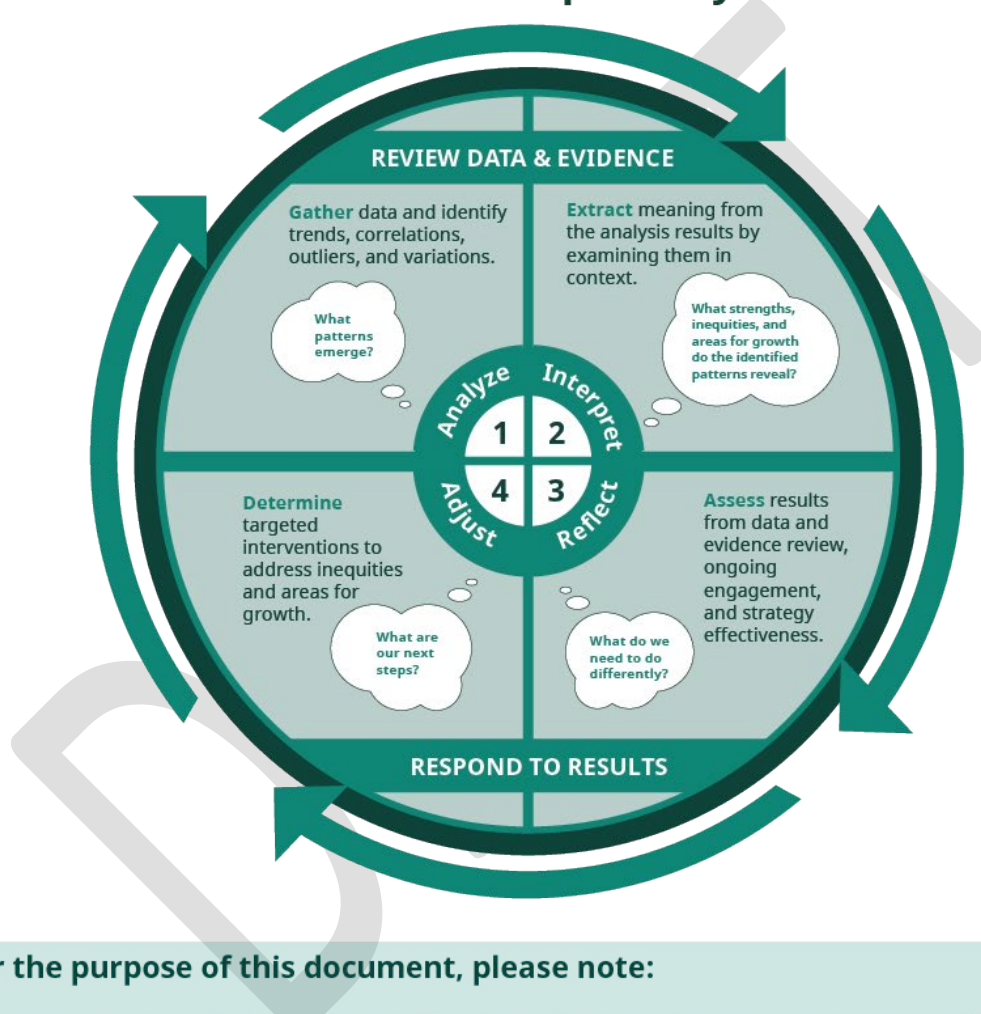 REVIEW DATA & EVIDENCE
Gather data and identify
trends, correlations,
outliers, and variations.
What
patterns
emerge?
Extract meaning from
the analysis results by
examining them in
context.
What strengths,
inequities, and
areas for growth
do the identified
patterns reveal?
Analyze
Interpret
1
2
4
3
Adjust
Reflect
Assess results
from data and
evidence review,
ongoing
engagement,
and strategy
effectiveness.
What do we
need to do
differently?
Determine
targeted
interventions to
address inequities
and areas for
growth.
What are
our next
steps?
RESPOND TO RESULTS
the purpose of this document, please note: